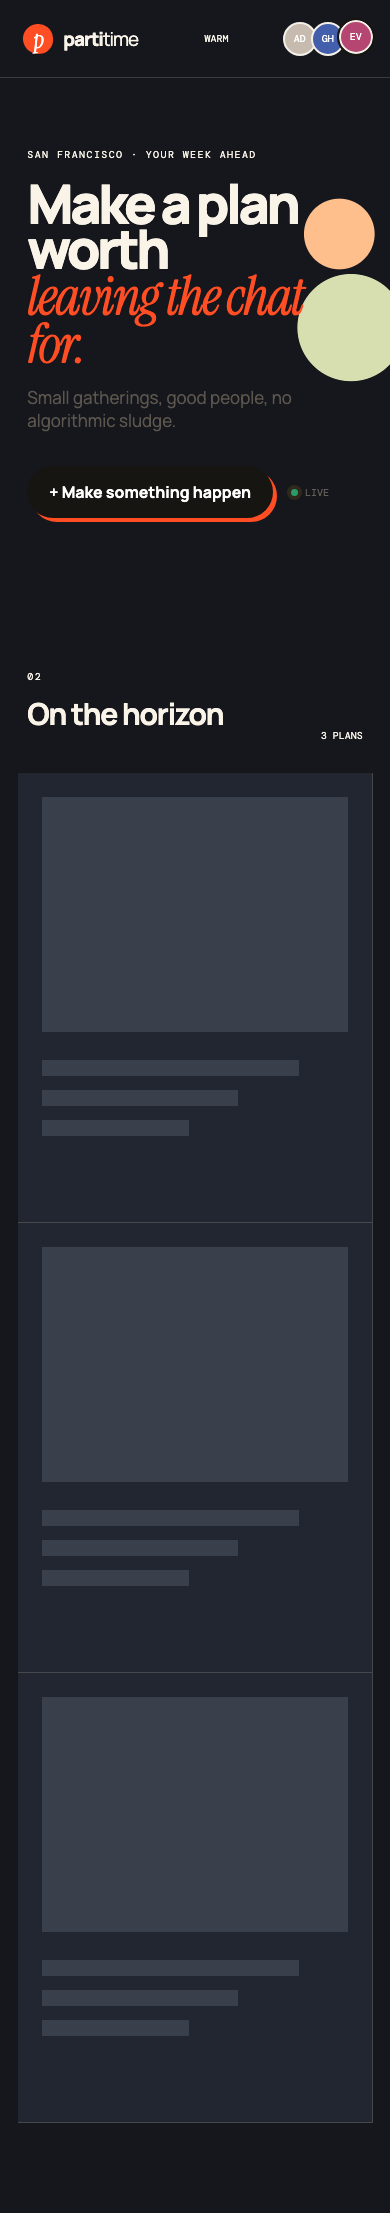 p partitime
WARM
AD GH EV
SAN FRANCISCO · YOUR WEEK AHEAD
Make a plan
worth
leaving the chat
for.
Small gatherings, good people, no
algorithmic sludge.
+ Make something happen
LIVE
02
On the horizon
3 PLANS